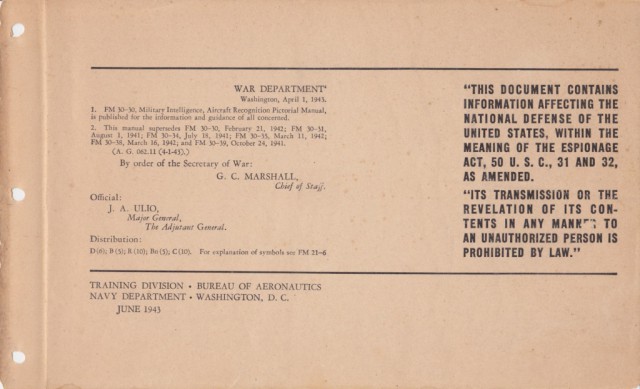 WAR DEPARTMENT
Washington, April 1, 1943.
1. FM 30–30, Military Intelligence, Aircraft Recognition Pictorial Manual,
is published for the information and guidance of all concerned.
2. This manual supersedes FM 30–30, February 21, 1942; FM 30–31,
August 1, 1941; FM 30–34, July 18, 1941; FM 30–35, March 11, 1942;
FM 30–38, March 16, 1942; and FM 30–39, October 24, 1941.
(A. G. 062.11 (4-1-43).)
By order of the Secretary of War:
G. C. MARSHALL,
Chief of Staff.
Official:
J. A. ULIO,
Major General,
The Adjutant General.
Distribution:
D (6); B (5); R (10); Bn (5); C (10). For explanation of symbols see FM 21–6
TRAINING DIVISION • BUREAU OF AERONAUTICS
NAVY DEPARTMENT • WASHINGTON, D. C.
JUNE 1943
"THIS DOCUMENT CONTAINS
INFORMATION AFFECTING THE
NATIONAL DEFENSE OF THE
UNITED STATES, WITHIN THE
MEANING OF THE ESPIONAGE
ACT, 50 U. S. C., 31 AND 32,
AS AMENDED.
"ITS TRANSMISSION OR THE
REVELATION OF ITS CON-
TENTS IN ANY MANNER TO
AN UNAUTHORIZED PERSON IS
PROHIBITED BY LAW."